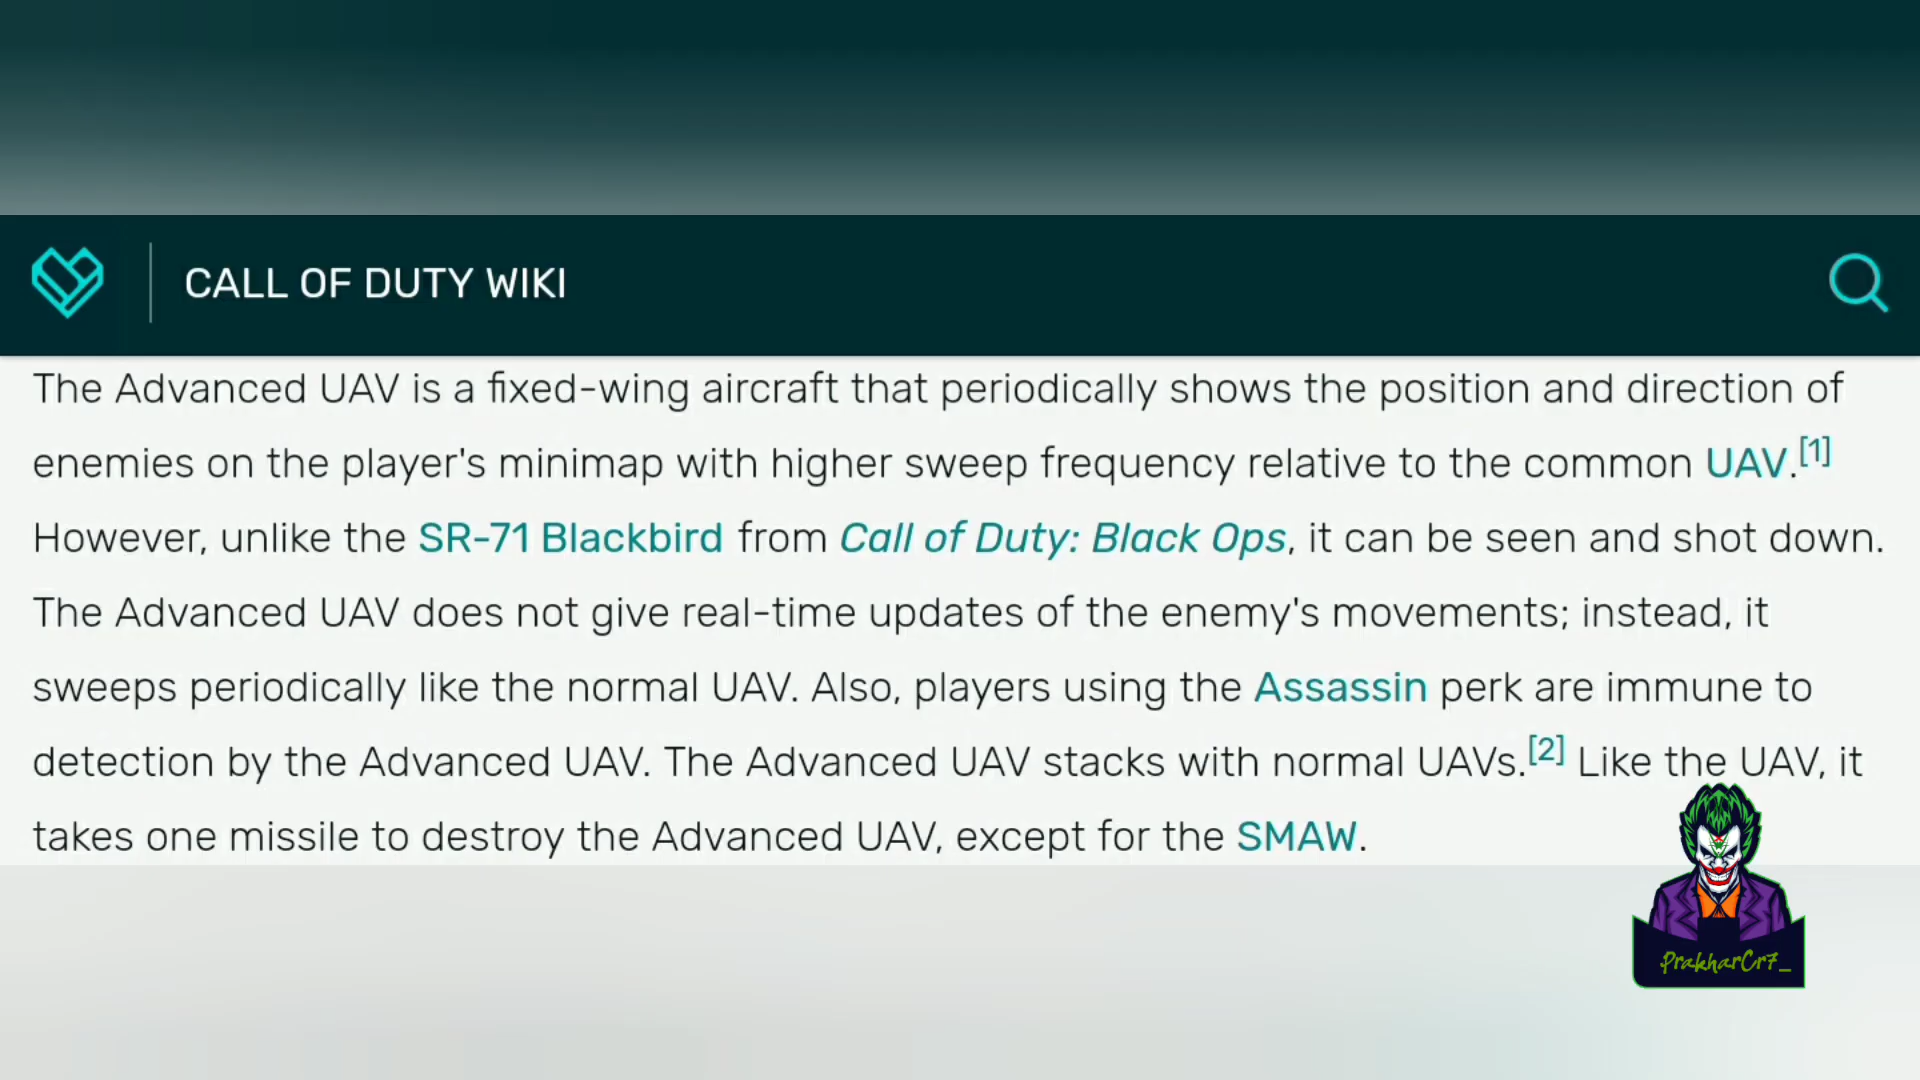 CALL OF DUTY WIKI
The Advanced UAV is a fixed-wing aircraft that periodically shows the position and direction of
enemies on the player's minimap with higher sweep frequency relative to the common UAV.[1]
However, unlike the SR-71 Blackbird from Call of Duty: Black Ops, it can be seen and shot down.
The Advanced UAV does not give real-time updates of the enemy's movements; instead, it
sweeps periodically like the normal UAV. Also, players using the Assassin perk are immune to
detection by the Advanced UAV. The Advanced UAV stacks with normal UAVs.[2] Like the UAV, it
takes one missile to destroy the Advanced UAV, except for the SMAW.
PrakharCr7_